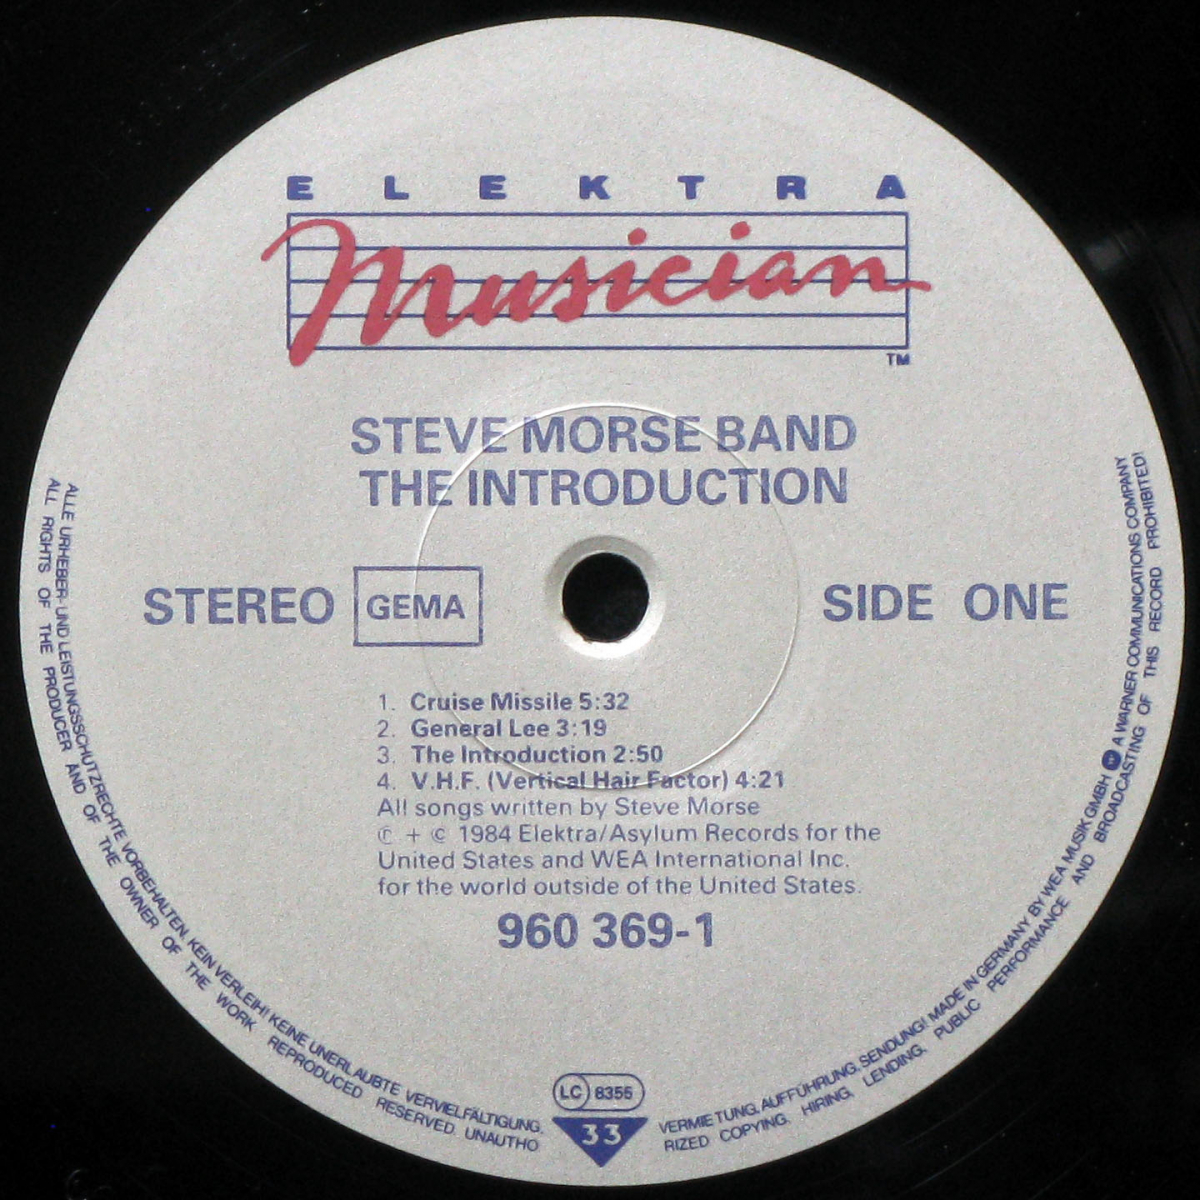 ELEKTRA
Musician
TM
STEVE MORSE BAND
THE INTRODUCTION
STEREO GEMA SIDE ONE
1. Cruise Missile 5:32
2. General Lee 3:19
3. The Introduction 2:50
4. V.H.F. (Vertical Hair Factor) 4:21
All songs written by Steve Morse
℗ + © 1984 Elektra/Asylum Records for the
United States and WEA International Inc.
for the world outside of the United States.
960 369-1
LC 8355
33
ALLE URHEBER- UND LEISTUNGSSCHUTZRECHTE VORBEHALTEN. KEIN VERLEIH! KEINE UNERLAUBTE VERVIELFÄLTIGUNG, VERMIETUNG, AUFFÜHRUNG, SENDUNG! MADE IN GERMANY BY WEA MUSIK GMBH A WARNER COMMUNICATIONS COMPANY
ALL RIGHTS OF THE PRODUCER AND OF THE OWNER OF THE WORK REPRODUCED RESERVED. UNAUTHORIZED COPYING, HIRING, LENDING, PUBLIC PERFORMANCE AND BROADCASTING OF THIS RECORD PROHIBITED!